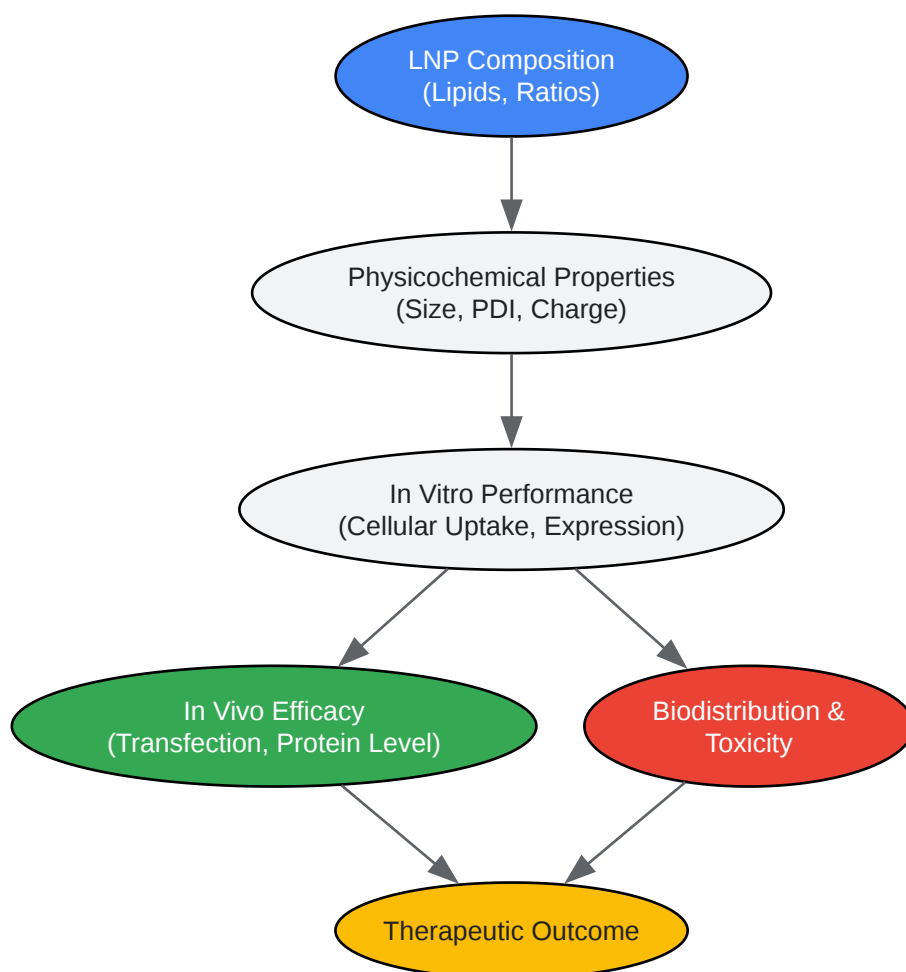 LNP Composition
(Lipids, Ratios)
Physicochemical Properties
(Size, PDI, Charge)
In Vitro Performance
(Cellular Uptake, Expression)
In Vivo Efficacy
(Transfection, Protein Level)
Biodistribution &
Toxicity
Therapeutic Outcome